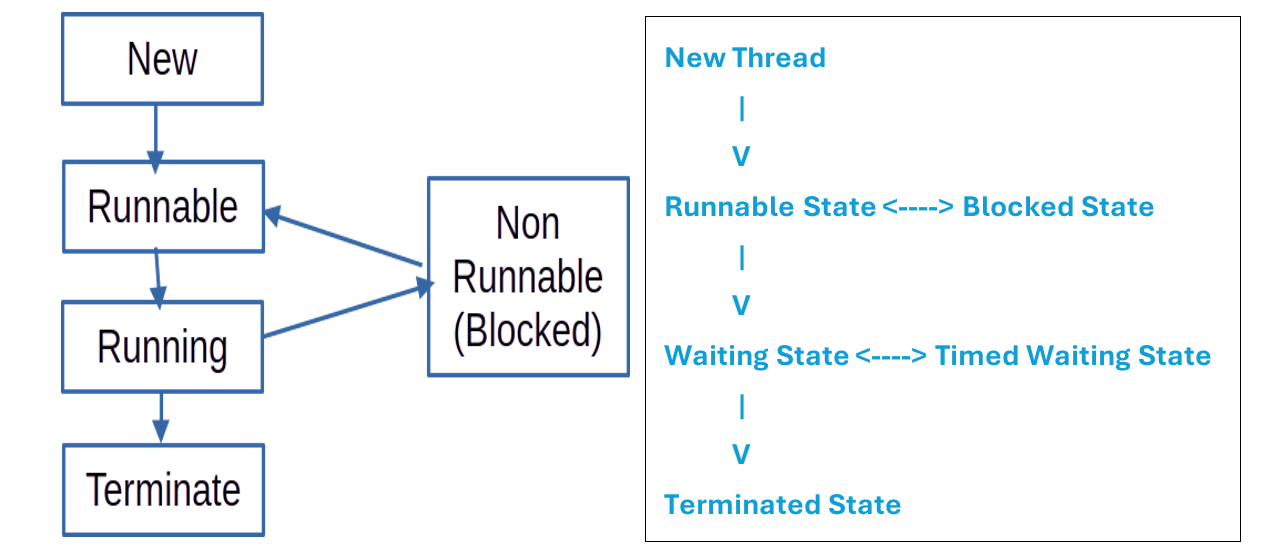 New
Runnable
Running
Terminate
Non
Runnable
(Blocked)
New Thread
|
V
Runnable State <----> Blocked State
|
V
Waiting State <----> Timed Waiting State
|
V
Terminated State